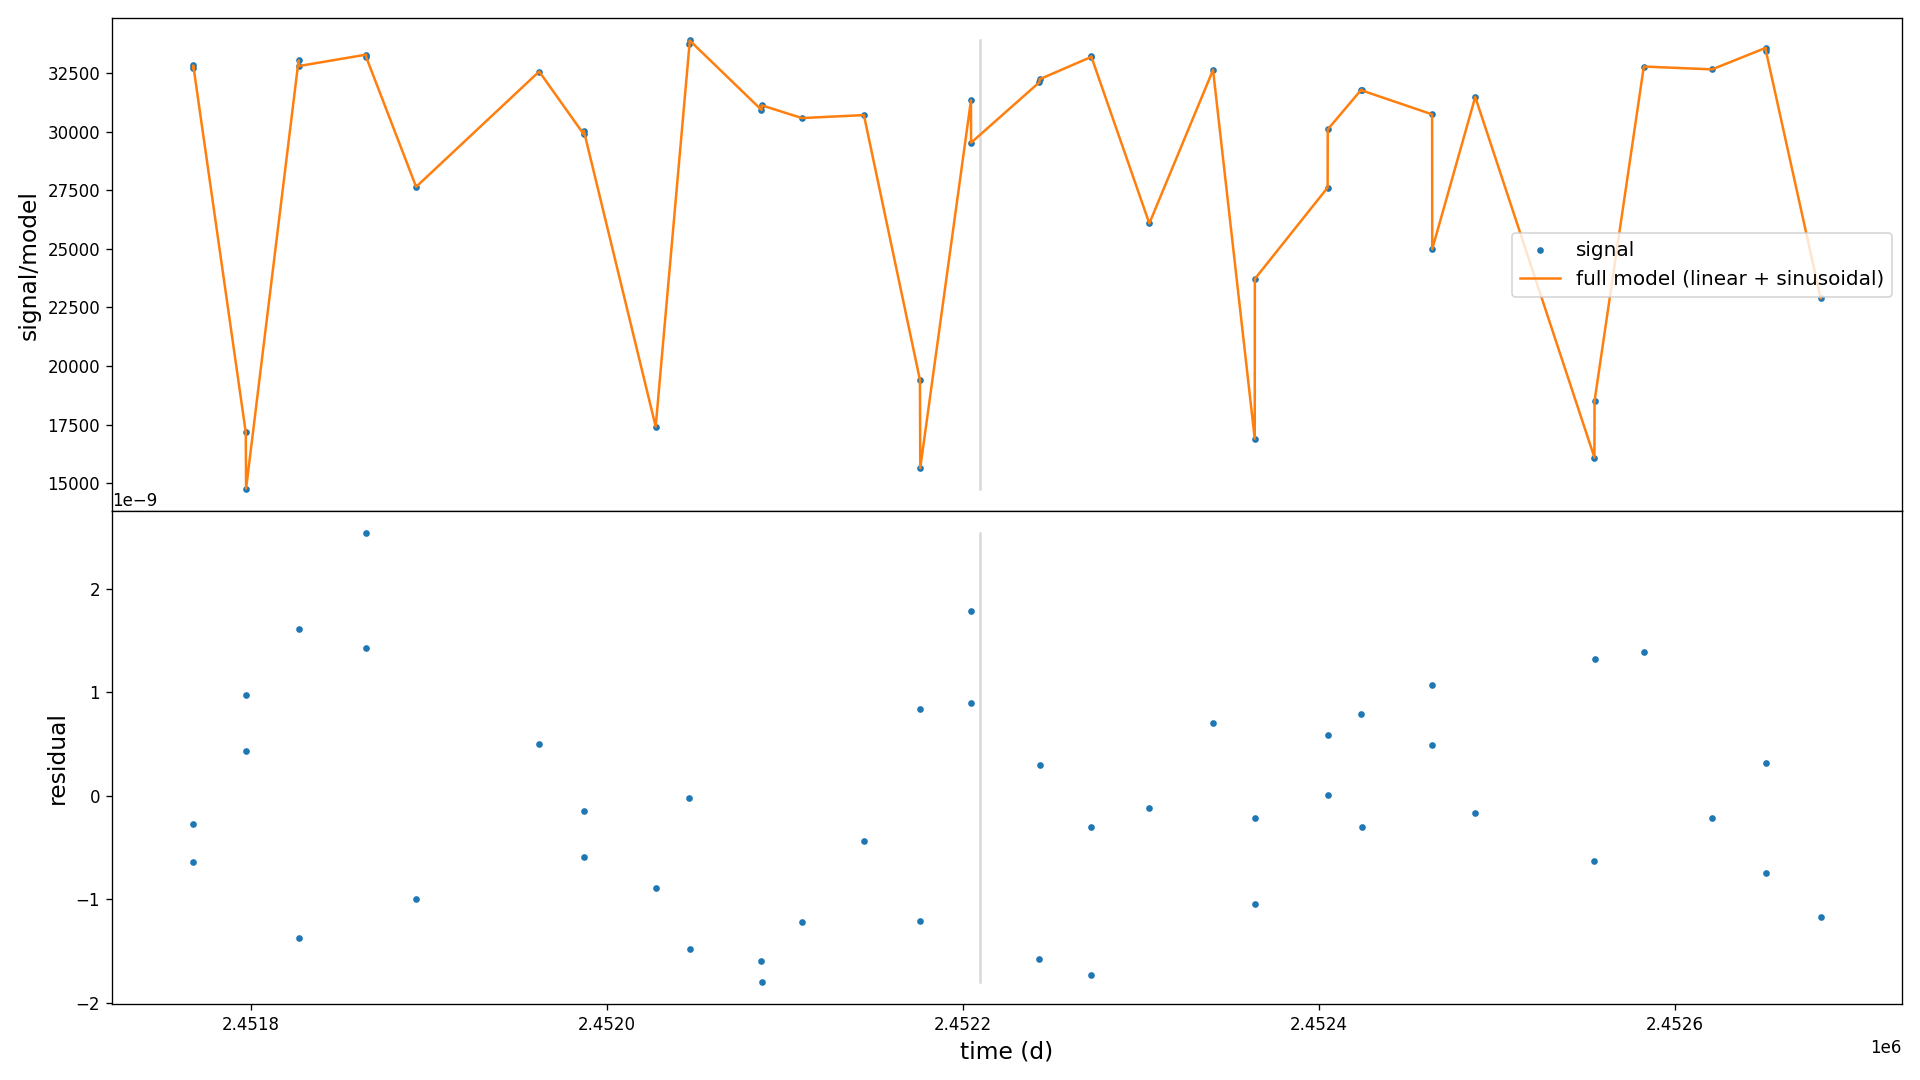 signal/model
32500
30000
27500
25000
22500
20000
17500
15000
signal
full model (linear + sinusoidal)
1e−9
residual
2
1
0
−1
−2
2.4518
2.4520
2.4522
2.4524
2.4526
time (d)
1e6